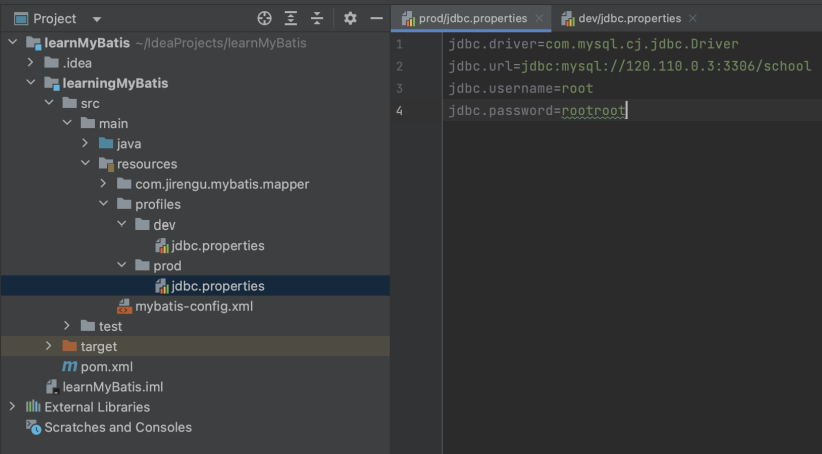 Project
prod/jdbc.properties
dev/jdbc.properties
learnMyBatis ~/IdeaProjects/learnMyBatis
.idea
learningMyBatis
src
main
java
resources
com.jirengu.mybatis.mapper
profiles
dev
jdbc.properties
prod
jdbc.properties
mybatis-config.xml
test
target
pom.xml
learnMyBatis.iml
External Libraries
Scratches and Consoles
1 jdbc.driver=com.mysql.cj.jdbc.Driver
2 jdbc.url=jdbc:mysql://120.110.0.3:3306/school
3 jdbc.username=root
4 jdbc.password=rootroot